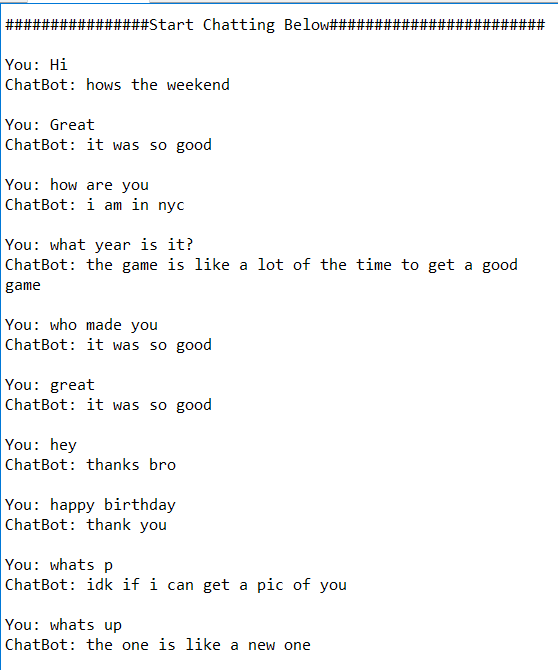 ################Start Chatting Below########################
You: Hi
ChatBot: hows the weekend
You: Great
ChatBot: it was so good
You: how are you
ChatBot: i am in nyc
You: what year is it?
ChatBot: the game is like a lot of the time to get a good
game
You: who made you
ChatBot: it was so good
You: great
ChatBot: it was so good
You: hey
ChatBot: thanks bro
You: happy birthday
ChatBot: thank you
You: whats p
ChatBot: idk if i can get a pic of you
You: whats up
ChatBot: the one is like a new one